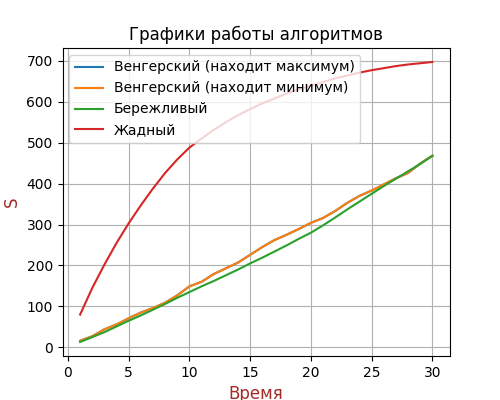 Графики работы алгоритмов
Венгерский (находит максимум)
Венгерский (находит минимум)
Бережливый
Жадный
S
700
600
500
400
300
200
100
0
0 5 10 15 20 25 30
Время